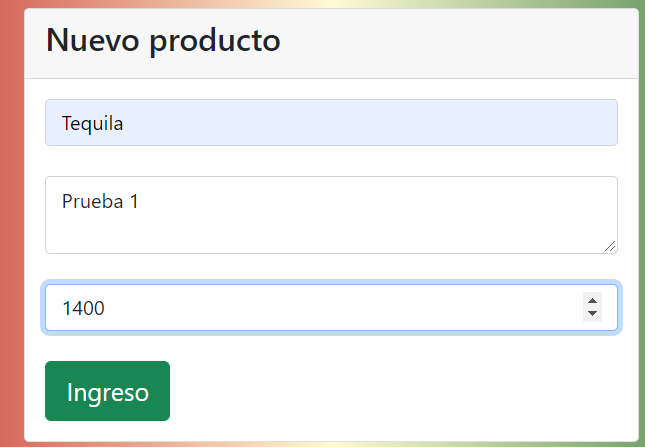 Nuevo producto
Tequila
Prueba 1
1400
Ingreso